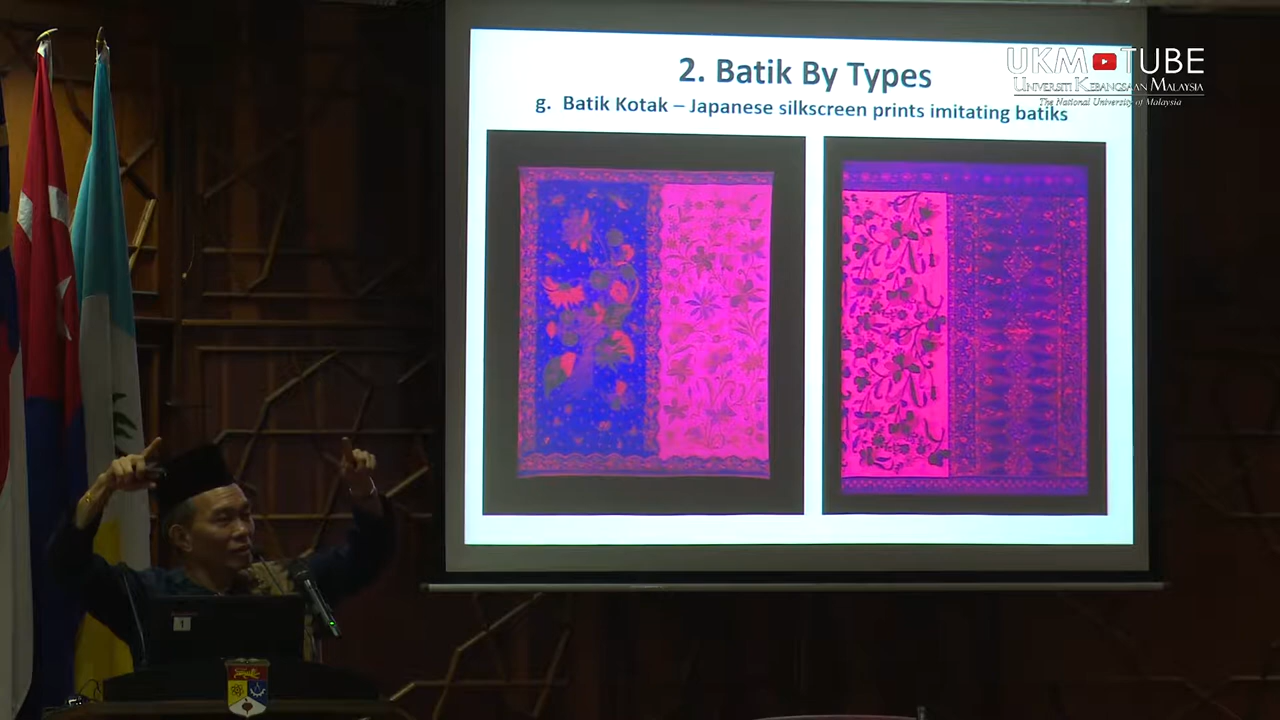 2. Batik By Types
g. Batik Kotak – Japanese silkscreen prints imitating batiks
UKM TUBE
UNIVERSITI KEBANGSAAN MALAYSIA
The National University of Malaysia
1